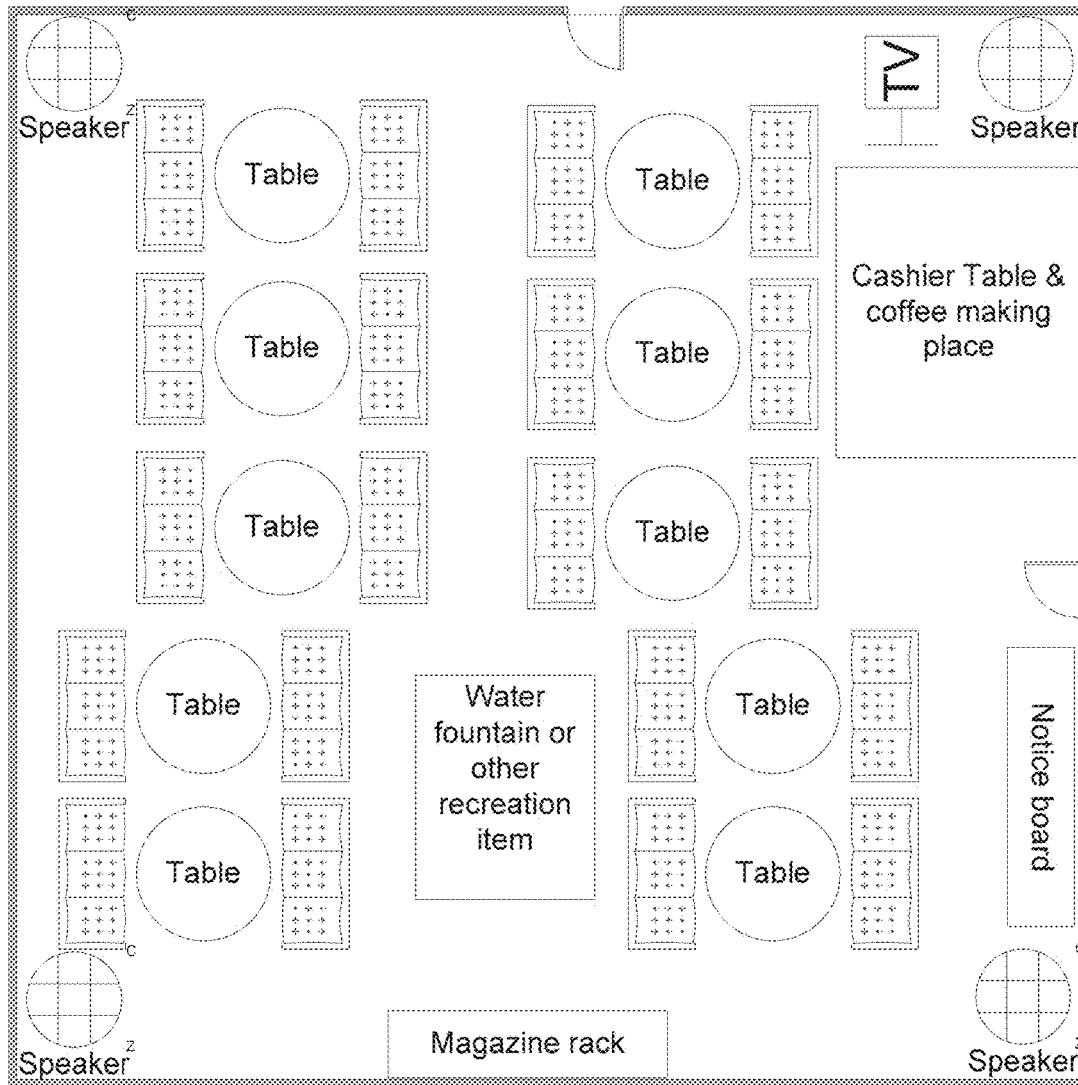 C
Z
Speaker
TV
Speaker
Table
Table
Cashier Table &
coffee making
place
Table
Table
Table
Table
Table
Water
fountain or
other
recreation
item
Table
Notice board
Table
Table
C
Z
Speaker
Magazine rack
Speaker